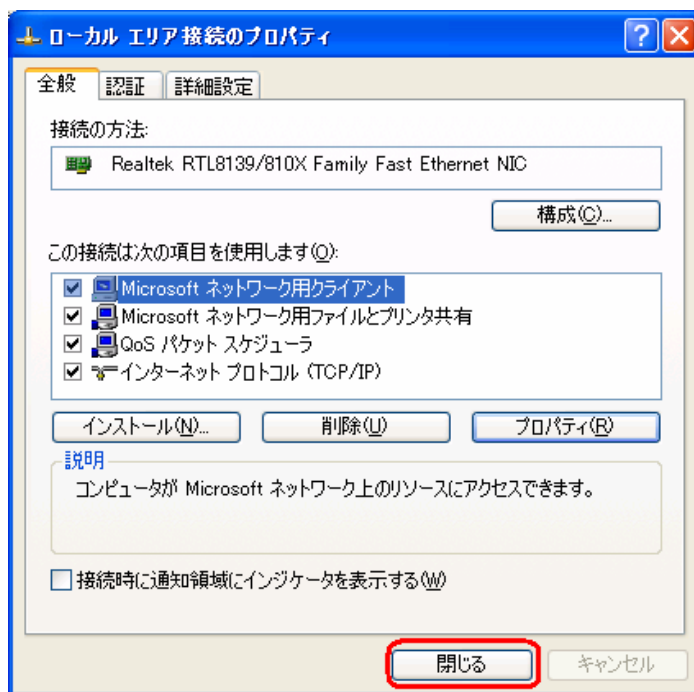 ローカル エリア接続のプロパティ
全般 認証 詳細設定
接続の方法:
Realtek RTL8139/810X Family Fast Ethernet NIC
構成(C)...
この接続は次の項目を使用します(O):
Microsoft ネットワーク用クライアント
Microsoft ネットワーク用ファイルとプリンタ共有
QoS パケット スケジューラ
インターネット プロトコル (TCP/IP)
インストール(N)... 削除(U) プロパティ(R)
説明
コンピュータが Microsoft ネットワーク上のリソースにアクセスできます。
接続時に通知領域にインジケータを表示する(W)
閉じる キャンセル